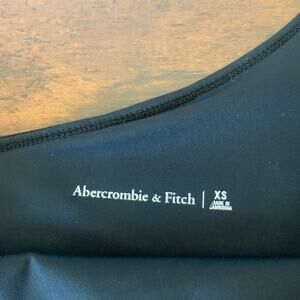 Abercrombie & Fitch | XS
MADE IN
CAMBODIA